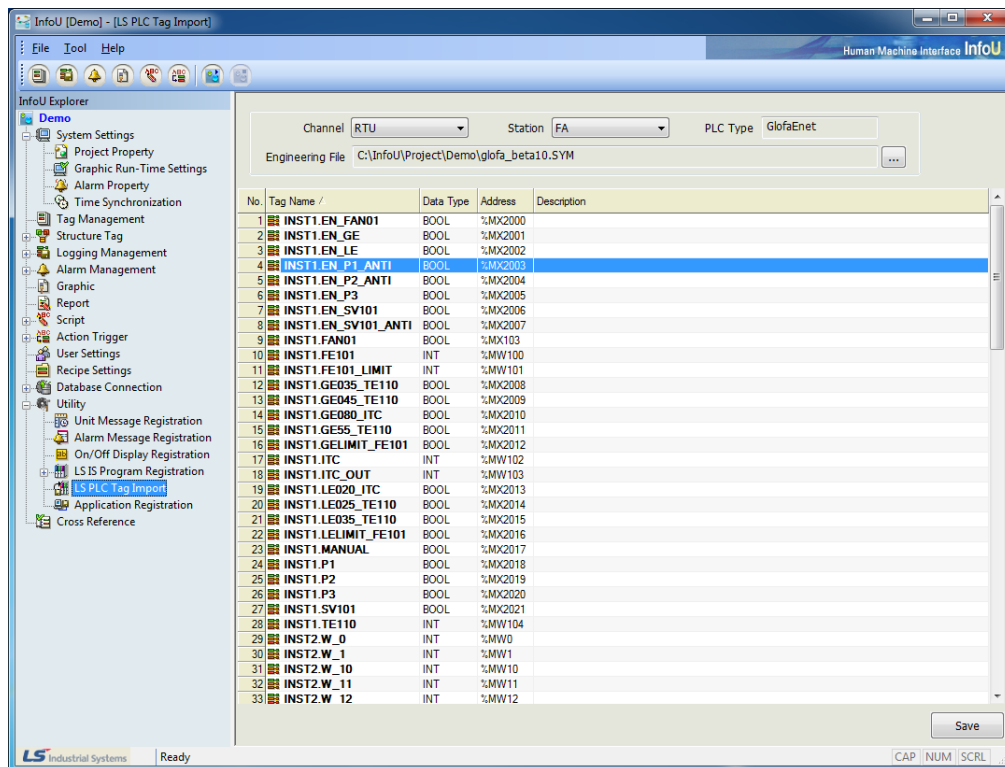 InfoU [Demo] - [LS PLC Tag Import]
File Tool Help
Human Machine Interface InfoU
InfoU Explorer
Demo
System Settings
Project Property
Graphic Run-Time Settings
Alarm Property
Time Synchronization
Tag Management
Structure Tag
Logging Management
Alarm Management
Graphic
Report
Script
Action Trigger
User Settings
Recipe Settings
Database Connection
Utility
Unit Message Registration
Alarm Message Registration
On/Off Display Registration
LS IS Program Registration
LS PLC Tag Import
Application Registration
Cross Reference
Channel RTU Station FA PLC Type GlofaEnet
Engineering File C:\InfoU\Project\Demo\glofa_beta10.SYM ...
No. Tag Name / Data Type Address Description
1 INST1.EN_FAN01 BOOL %MX2000
2 INST1.EN_GE BOOL %MX2001
3 INST1.EN_LE BOOL %MX2002
4 INST1.EN_P1_ANTI BOOL %MX2003
5 INST1.EN_P2_ANTI BOOL %MX2004
6 INST1.EN_P3 BOOL %MX2005
7 INST1.EN_SV101 BOOL %MX2006
8 INST1.EN_SV101_ANTI BOOL %MX2007
9 INST1.FAN01 BOOL %MX103
10 INST1.FE101 INT %MW100
11 INST1.FE101_LIMIT INT %MW101
12 INST1.GE035_TE110 BOOL %MX2008
13 INST1.GE045_TE110 BOOL %MX2009
14 INST1.GE080_ITC BOOL %MX2010
15 INST1.GE55_TE110 BOOL %MX2011
16 INST1.GELIMIT_FE101 BOOL %MX2012
17 INST1.ITC INT %MW102
18 INST1.ITC_OUT INT %MW103
19 INST1.LE020_ITC BOOL %MX2013
20 INST1.LE025_TE110 BOOL %MX2014
21 INST1.LE035_TE110 BOOL %MX2015
22 INST1.LELIMIT_FE101 BOOL %MX2016
23 INST1.MANUAL BOOL %MX2017
24 INST1.P1 BOOL %MX2018
25 INST1.P2 BOOL %MX2019
26 INST1.P3 BOOL %MX2020
27 INST1.SV101 BOOL %MX2021
28 INST1.TE110 INT %MW104
29 INST2.W_0 INT %MW0
30 INST2.W_1 INT %MW1
31 INST2.W_10 INT %MW10
32 INST2.W_11 INT %MW11
33 INST2.W_12 INT %MW12
Save
LS Industrial Systems Ready CAP NUM SCRL